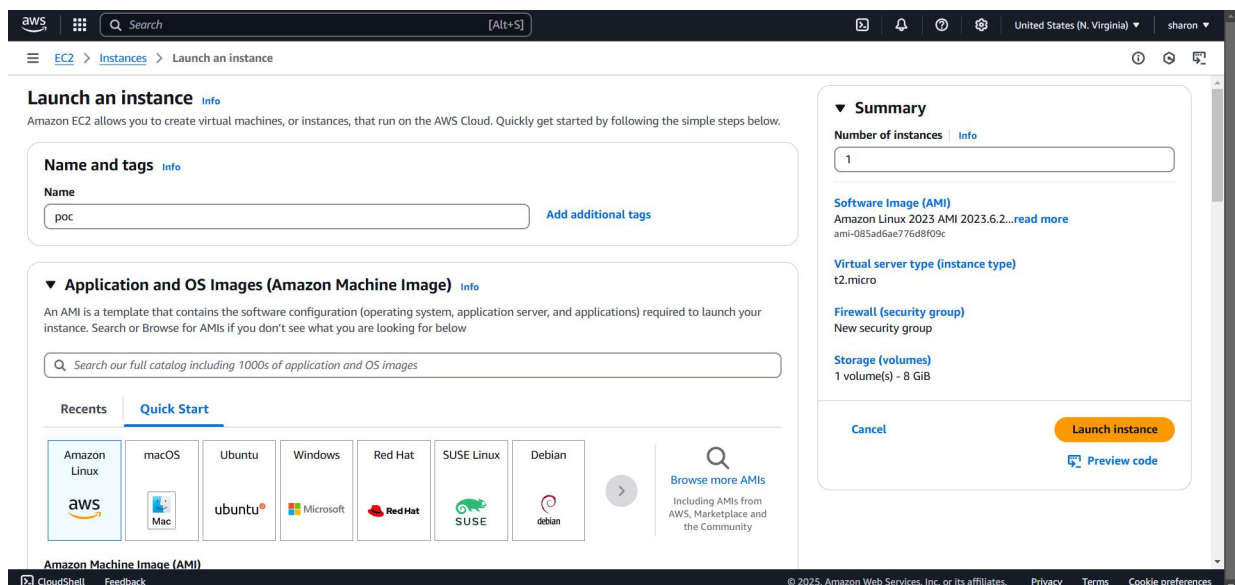 aws
Search [Alt+S]
United States (N. Virginia) ▼
sharon ▼
EC2 > Instances > Launch an instance
Launch an instance Info
Amazon EC2 allows you to create virtual machines, or instances, that run on the AWS Cloud. Quickly get started by following the simple steps below.
Name and tags Info
Name
poc
Add additional tags
▼ Application and OS Images (Amazon Machine Image) Info
An AMI is a template that contains the software configuration (operating system, application server, and applications) required to launch your
instance. Search or Browse for AMIs if you don't see what you are looking for
below
Search our full catalog including 1000s of application and OS images
Recents
Quick Start
Amazon
Linux
aws
macOS
Mac
Ubuntu
ubuntu®
Windows
Microsoft
Red Hat
Red Hat
SUSE Linux
SUSE
Debian
debian
Browse more AMIs
Including AMIs from
AWS, Marketplace and
the Community
Amazon Machine Image (AMI)
▼ Summary
Number of instances Info
1
Software Image (AMI)
Amazon Linux 2023 AMI 2023.6.2...read more
ami-085ad6ae776d8f09c
Virtual server type (instance type)
t2.micro
Firewall (security group)
New security group
Storage (volumes)
1 volume(s) - 8 GiB
Cancel
Launch instance
Preview code
CloudShell Feedback
© 2025, Amazon Web Services, Inc. or its affiliates. Privacy Terms Cookie preferences